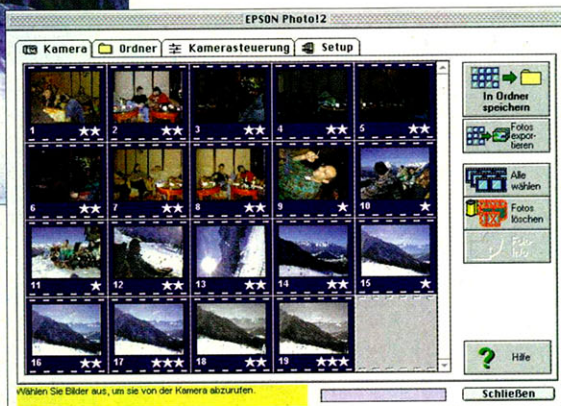 EPSON Photo!2
Kamera Ordner Kamerasteuerung Setup
1 ★★ 2 ★★ 3 ★★ 4 ★★ 5 ★★
6 ★★ 7 ★★ 8 ★★ 9 ★ 10 ★
11 ★ 12 ★★ 13 ★★ 14 ★★ 15 ★
16 ★★ 17 ★★★ 18 ★★ 19 ★★★
In Ordner
speichern
Fotos
expor-
tieren
Alle
wählen
Fotos
löschen
? Hilfe
Wählen Sie Bilder aus, um sie von der Kamera abzurufen.
Schließen